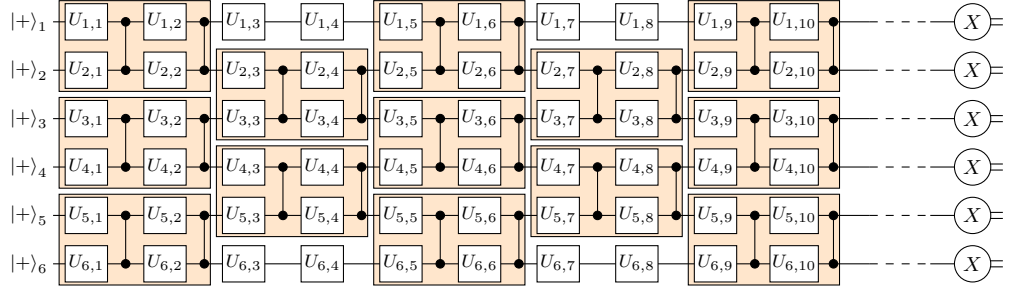 |+⟩₁ U₁,₁ U₁,₂ U₁,₃ U₁,₄ U₁,₅ U₁,₆ U₁,₇ U₁,₈ U₁,₉ U₁,₁₀ X
|+⟩₂ U₂,₁ U₂,₂ U₂,₃ U₂,₄ U₂,₅ U₂,₆ U₂,₇ U₂,₈ U₂,₉ U₂,₁₀ X
|+⟩₃ U₃,₁ U₃,₂ U₃,₃ U₃,₄ U₃,₅ U₃,₆ U₃,₇ U₃,₈ U₃,₉ U₃,₁₀ X
|+⟩₄ U₄,₁ U₄,₂ U₄,₃ U₄,₄ U₄,₅ U₄,₆ U₄,₇ U₄,₈ U₄,₉ U₄,₁₀ X
|+⟩₅ U₅,₁ U₅,₂ U₅,₃ U₅,₄ U₅,₅ U₅,₆ U₅,₇ U₅,₈ U₅,₉ U₅,₁₀ X
|+⟩₆ U₆,₁ U₆,₂ U₆,₃ U₆,₄ U₆,₅ U₆,₆ U₆,₇ U₆,₈ U₆,₉ U₆,₁₀ X